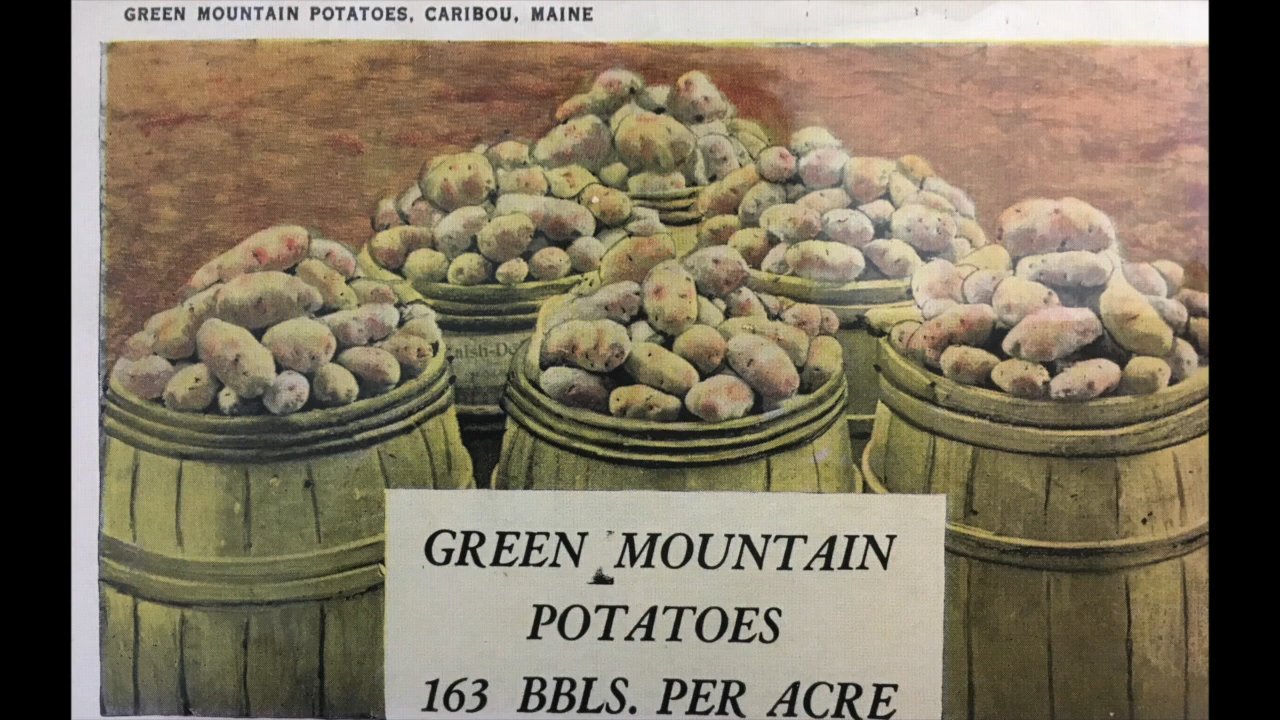 GREEN MOUNTAIN POTATOES, CARIBOU, MAINE
GREEN MOUNTAIN
POTATOES
163 BBLS. PER ACRE